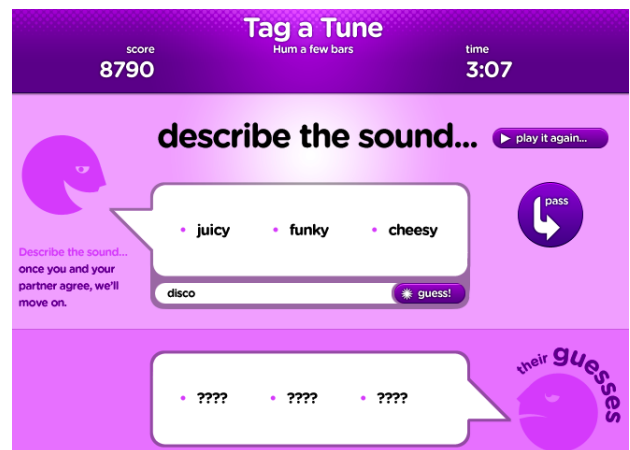 Tag a Tune
Hum a few bars
score
8790
time
3:07
describe the sound...
play it again...
pass
• juicy • funky • cheesy
Describe the sound...
once you and your
partner agree, we'll
move on.
disco
guess!
their guesses
• ???? • ???? • ????